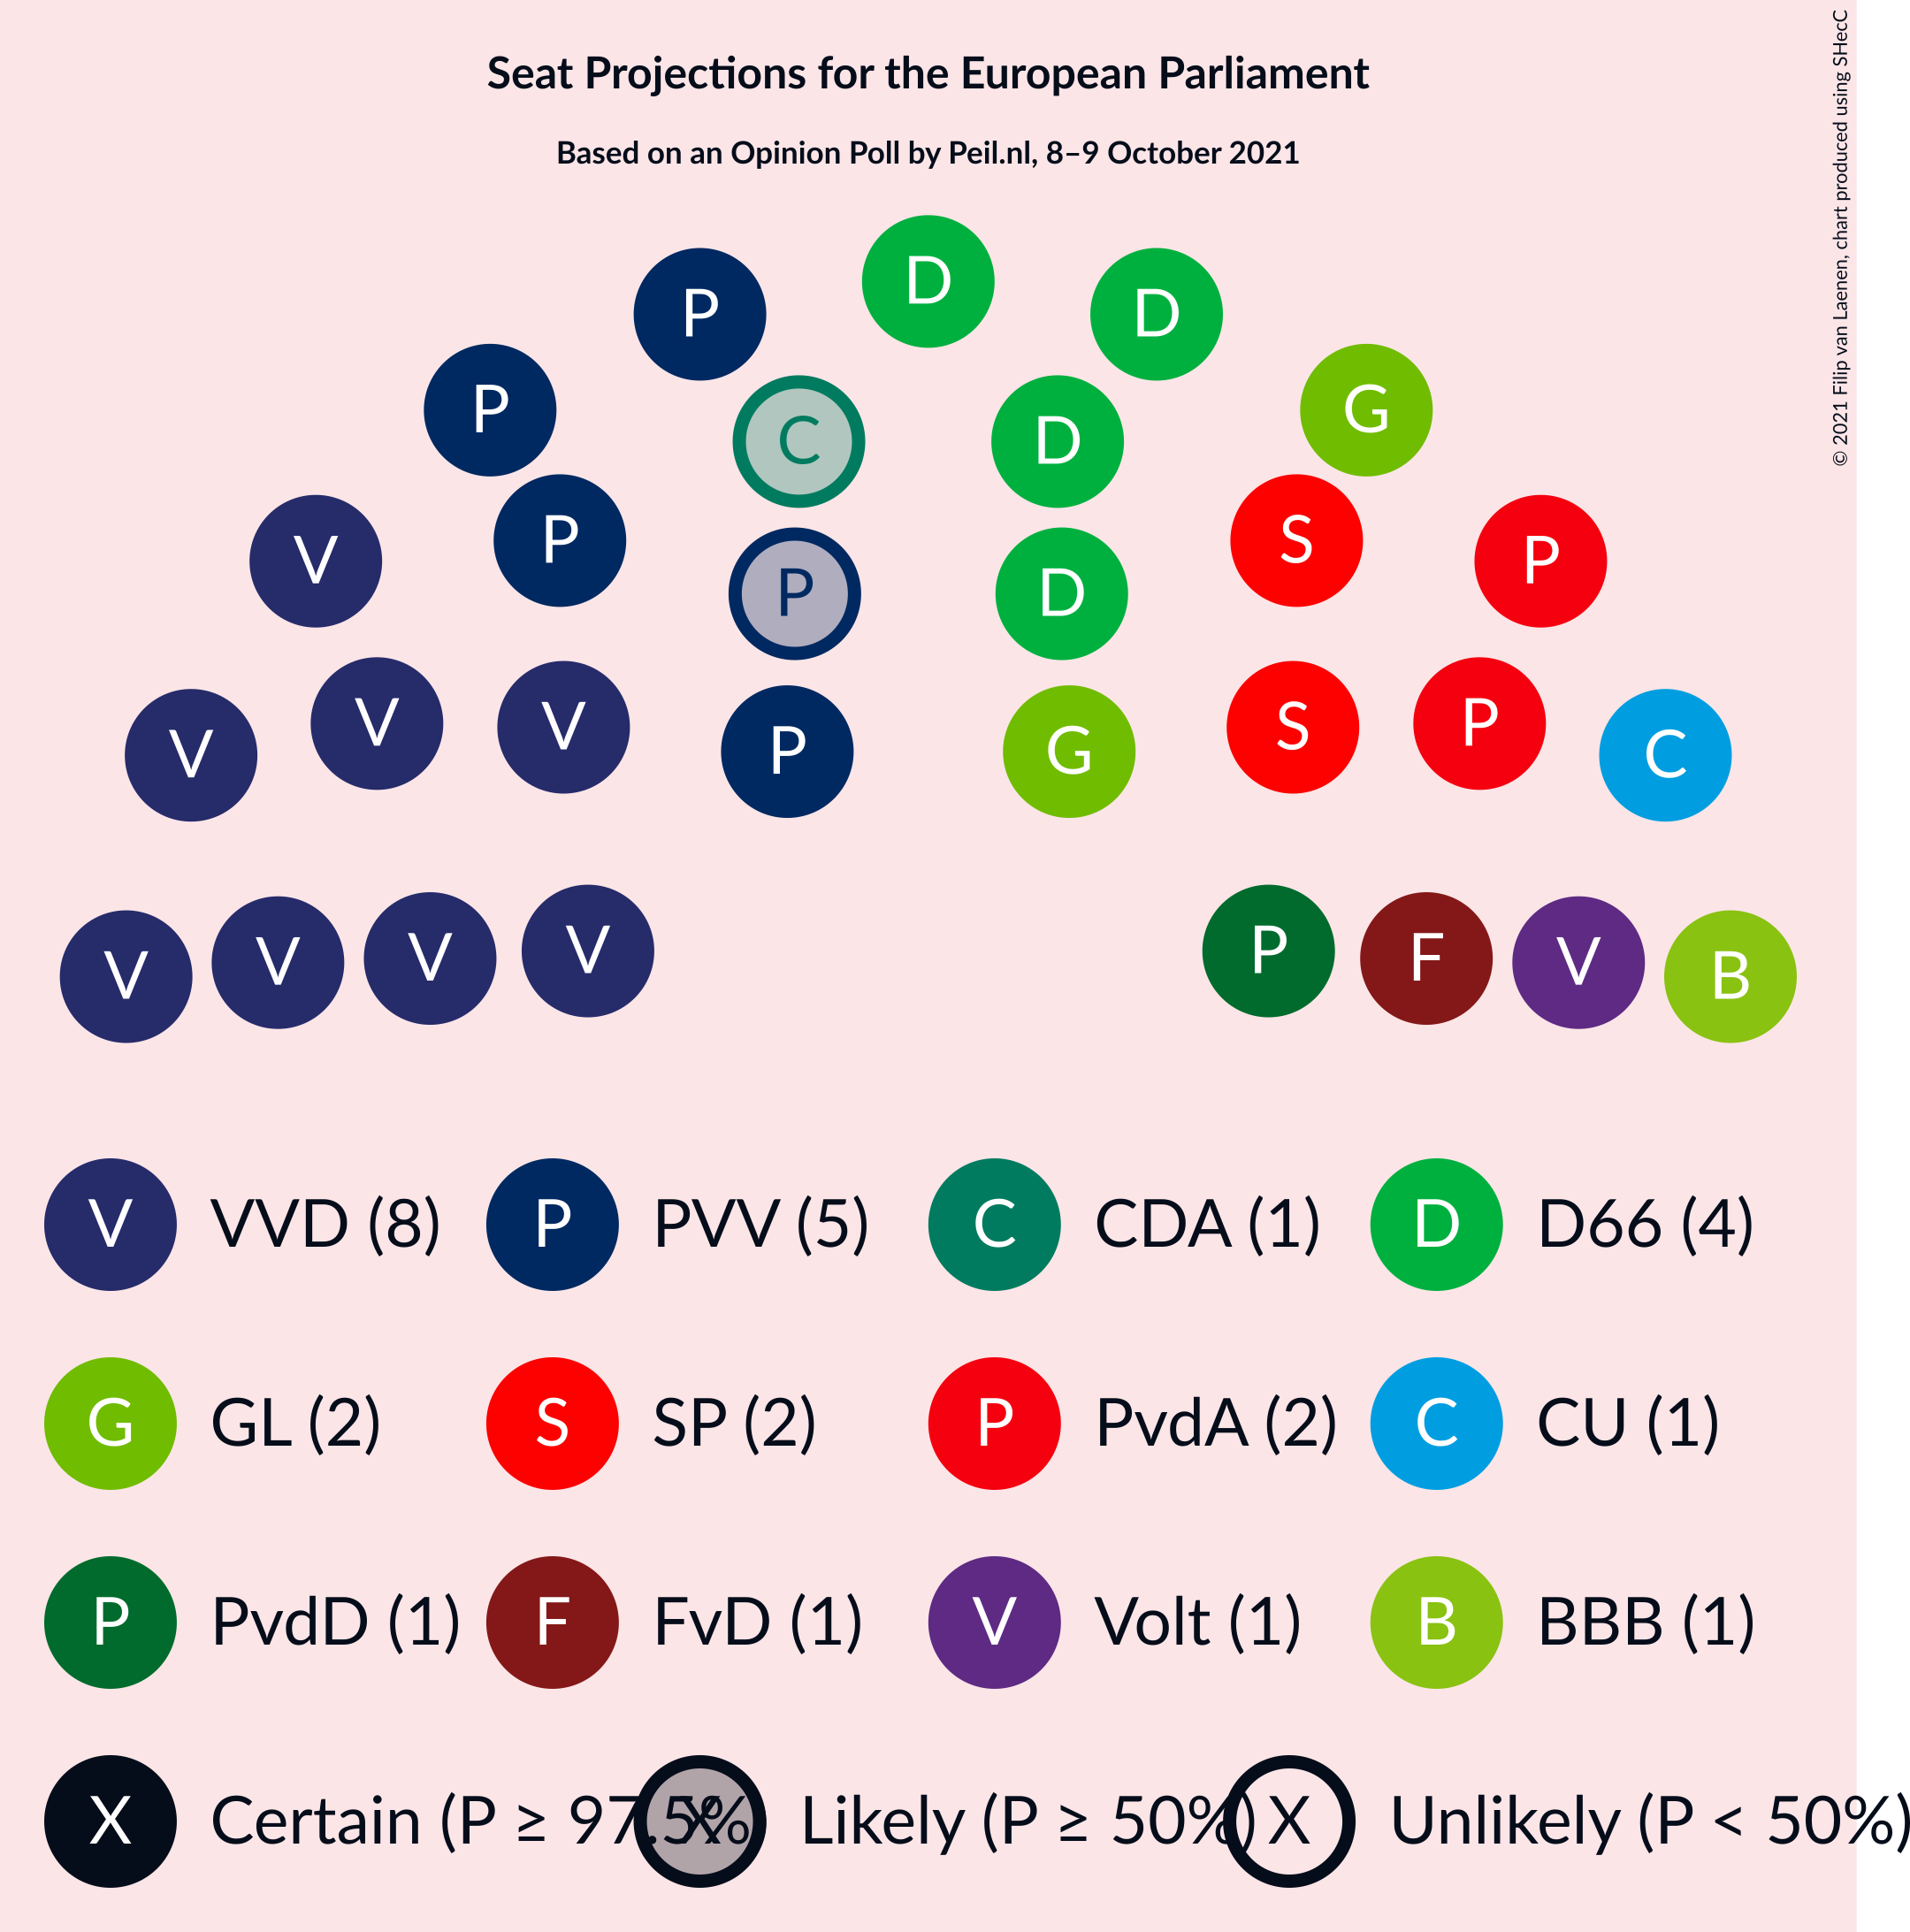 Seat Projections for the European Parliament
Based on an Opinion Poll by Peil.nl, 8–9 October 2021
© 2021 Filip van Laenen, chart produced using SHecC
D
P D
P G
C D
P S
V P
P D
V S
V P
V C
P G
V V V V P F V B
V VVD (8) P PVV (5) C CDA (1) D D66 (4)
G GL (2) S SP (2) P PvdA (2) C CU (1)
P PvdD (1) F FvD (1) V Volt (1) B BBB (1)
X Certain (P ≥ 97.5% X Likely (P ≥ 50%) X Unlikely (P < 50%)